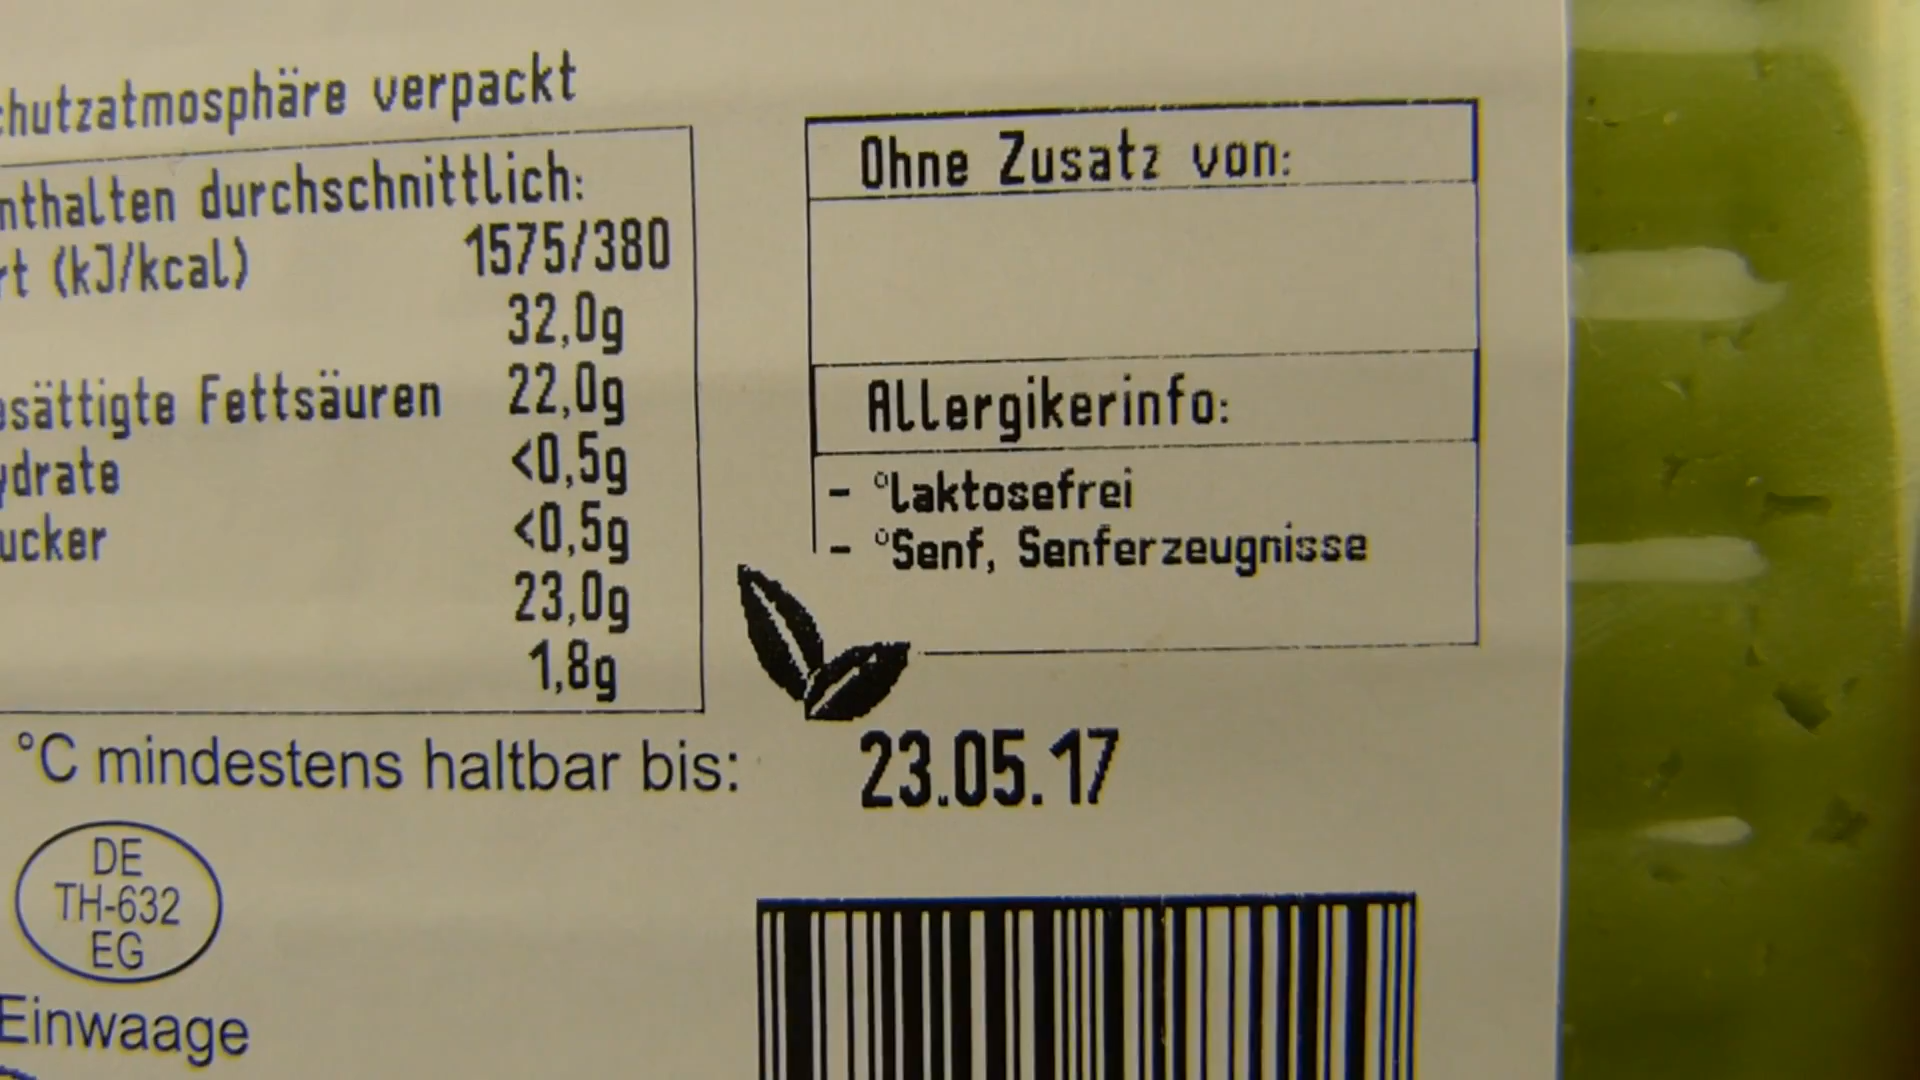 chutzatmosphäre verpackt
nthalten durchschnittlich:
rt (kJ/kcal) 1575/380
32,0g
esättigte Fettsäuren 22,0g
ydrate <0,5g
ucker <0,5g
23,0g
1,8g
Ohne Zusatz von:
Allergikerinfo:
- °Laktosefrei
- °Senf, Senferzeugnisse
°C mindestens haltbar bis: 23.05.17
DE
TH-632
EG
Einwaage